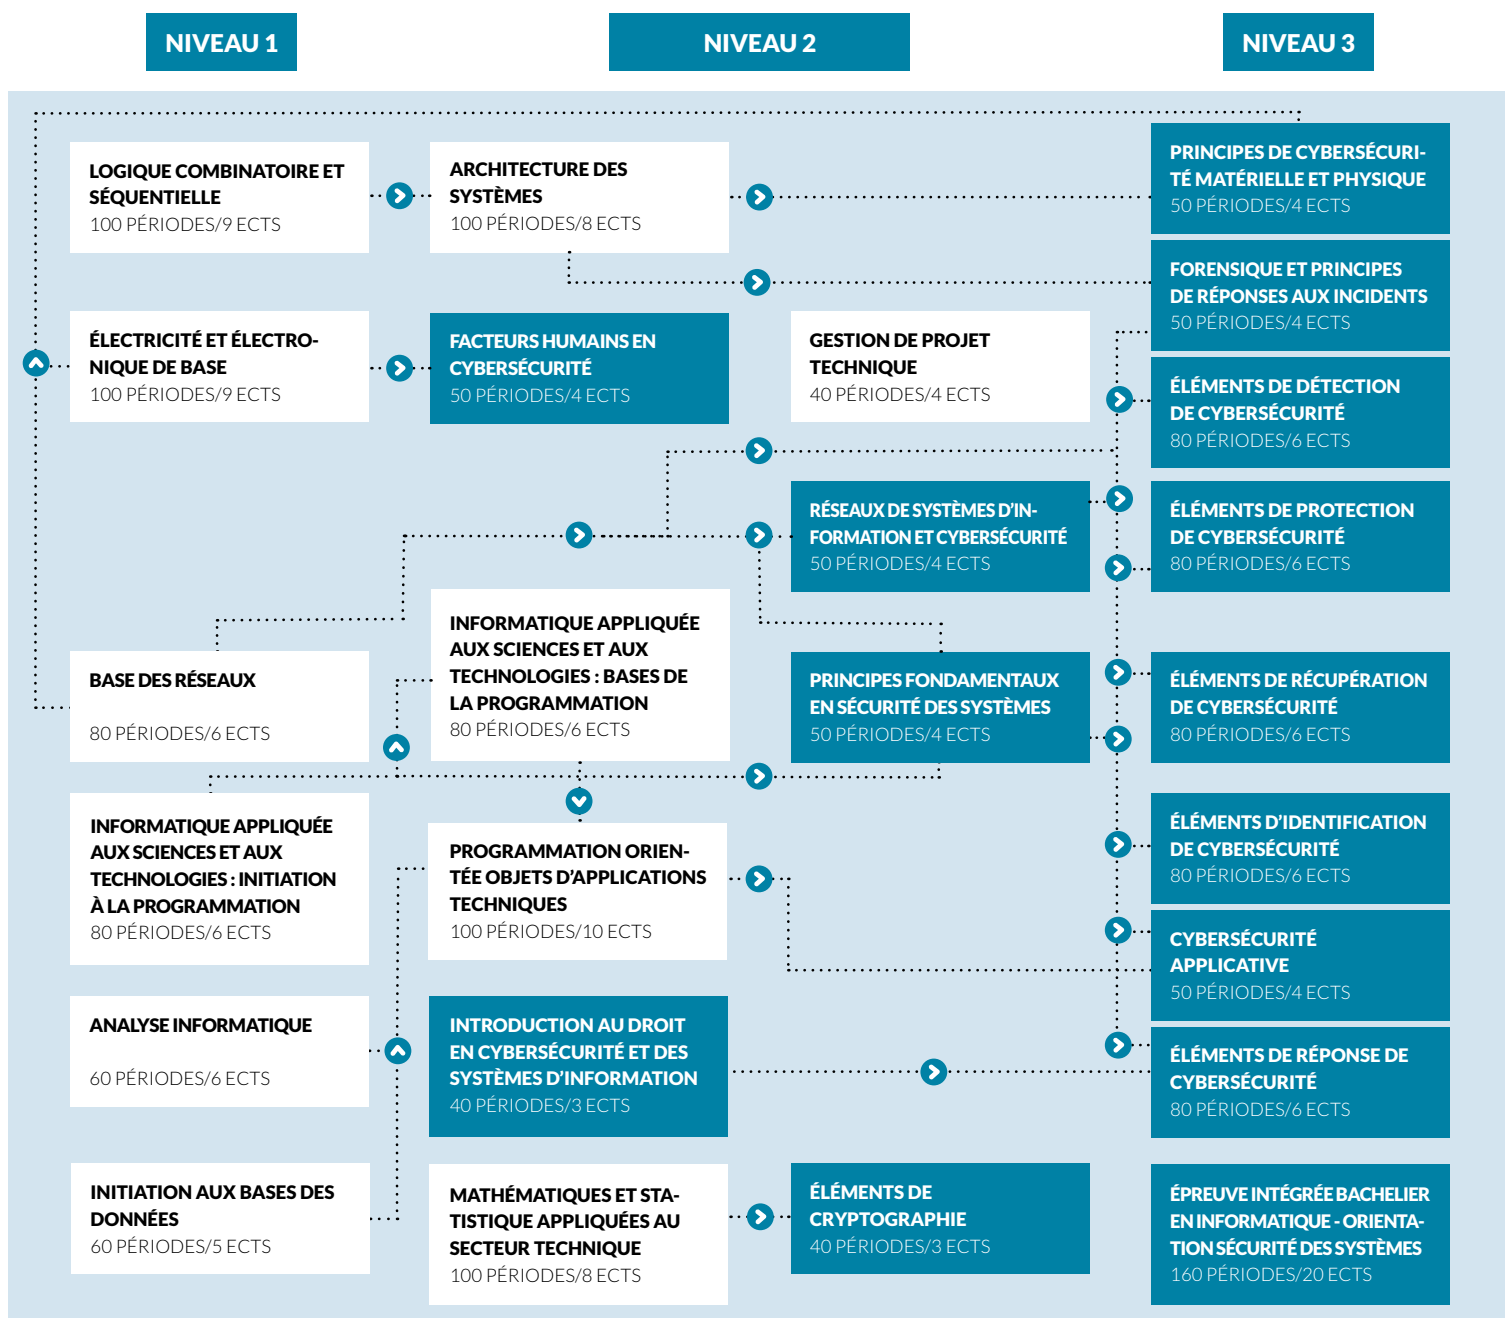 NIVEAU 1
NIVEAU 2
NIVEAU 3
LOGIQUE COMBINATOIRE ET
SÉQUENTIELLE
100 PÉRIODES/9 ECTS
ARCHITECTURE DES
SYSTÈMES
100 PÉRIODES/8 ECTS
PRINCIPES DE CYBERSÉCURI-
TÉ MATÉRIELLE ET PHYSIQUE
50 PÉRIODES/4 ECTS
FORENSIQUE ET PRINCIPES
DE RÉPONSES AUX INCIDENTS
50 PÉRIODES/4 ECTS
ÉLECTRICITÉ ET ÉLECTRO-
NIQUE DE BASE
100 PÉRIODES/9 ECTS
FACTEURS HUMAINS EN
CYBERSÉCURITÉ
50 PÉRIODES/4 ECTS
GESTION DE PROJET
TECHNIQUE
40 PÉRIODES/4 ECTS
ÉLÉMENTS DE DÉTECTION
DE CYBERSÉCURITÉ
80 PÉRIODES/6 ECTS
RÉSEAUX DE SYSTÈMES D'IN-
FORMATION ET CYBERSÉCURITÉ
50 PÉRIODES/4 ECTS
ÉLÉMENTS DE PROTECTION
DE CYBERSÉCURITÉ
80 PÉRIODES/6 ECTS
BASE DES RÉSEAUX
80 PÉRIODES/6 ECTS
INFORMATIQUE APPLIQUÉE
AUX SCIENCES ET AUX
TECHNOLOGIES : BASES DE
LA PROGRAMMATION
80 PÉRIODES/6 ECTS
PRINCIPES FONDAMENTAUX
EN SÉCURITÉ DES SYSTÈMES
50 PÉRIODES/4 ECTS
ÉLÉMENTS DE RÉCUPÉRATION
DE CYBERSÉCURITÉ
80 PÉRIODES/6 ECTS
INFORMATIQUE APPLIQUÉE
AUX SCIENCES ET AUX
TECHNOLOGIES : INITIATION
À LA PROGRAMMATION
80 PÉRIODES/6 ECTS
PROGRAMMATION ORIEN-
TÉE OBJETS D'APPLICATIONS
TECHNIQUES
100 PÉRIODES/10 ECTS
ÉLÉMENTS D'IDENTIFICATION
DE CYBERSÉCURITÉ
80 PÉRIODES/6 ECTS
CYBERSÉCURITÉ
APPLICATIVE
50 PÉRIODES/4 ECTS
ANALYSE INFORMATIQUE
60 PÉRIODES/6 ECTS
INTRODUCTION AU DROIT
EN CYBERSÉCURITÉ ET DES
SYSTÈMES D'INFORMATION
40 PÉRIODES/3 ECTS
ÉLÉMENTS DE RÉPONSE DE
CYBERSÉCURITÉ
80 PÉRIODES/6 ECTS
INITIATION AUX BASES DES
DONNÉES
60 PÉRIODES/5 ECTS
MATHÉMATIQUES ET STA-
TISTIQUE APPLIQUÉES AU
SECTEUR TECHNIQUE
100 PÉRIODES/8 ECTS
ÉLÉMENTS DE
CRYPTOGRAPHIE
40 PÉRIODES/3 ECTS
ÉPREUVE INTÉGRÉE BACHELIER
EN INFORMATIQUE - ORIENTA-
TION SÉCURITÉ DES SYSTÈMES
160 PÉRIODES/20 ECTS